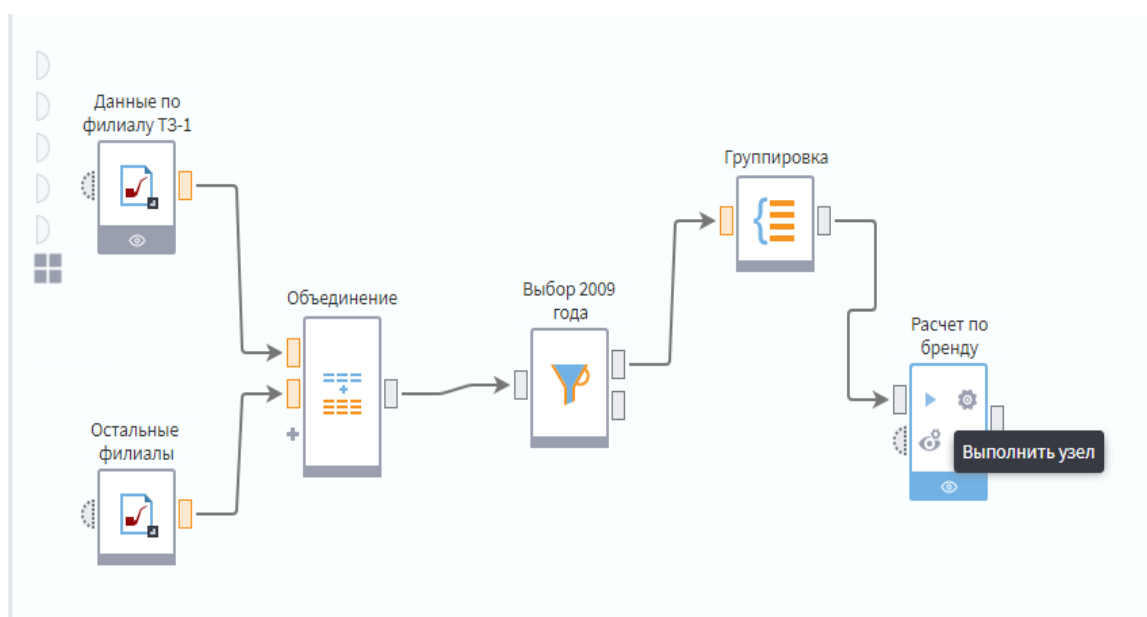 Данные по
филиалу ТЗ-1
Группировка
Объединение
Выбор 2009
года
Расчет по
бренду
Остальные
филиалы
Выполнить узел